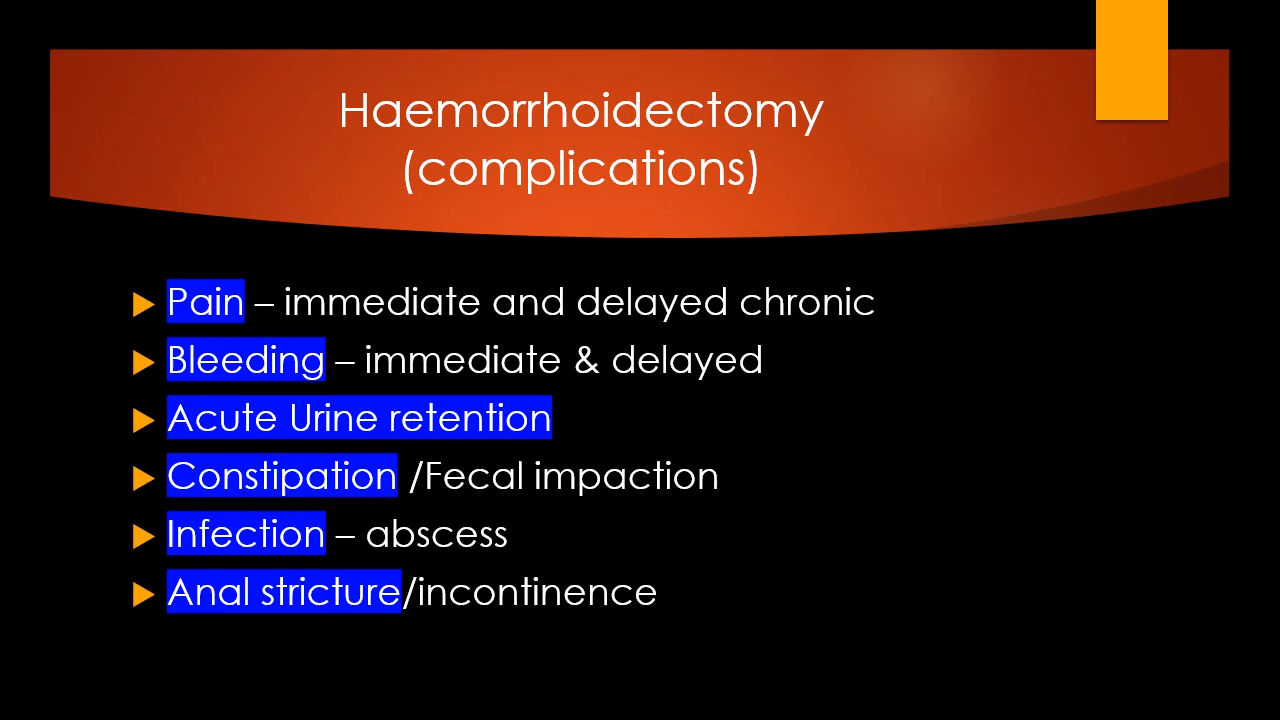 Haemorrhoidectomy
(complications)
Pain – immediate and delayed chronic
Bleeding – immediate & delayed
Acute Urine retention
Constipation /Fecal impaction
Infection – abscess
Anal stricture/incontinence